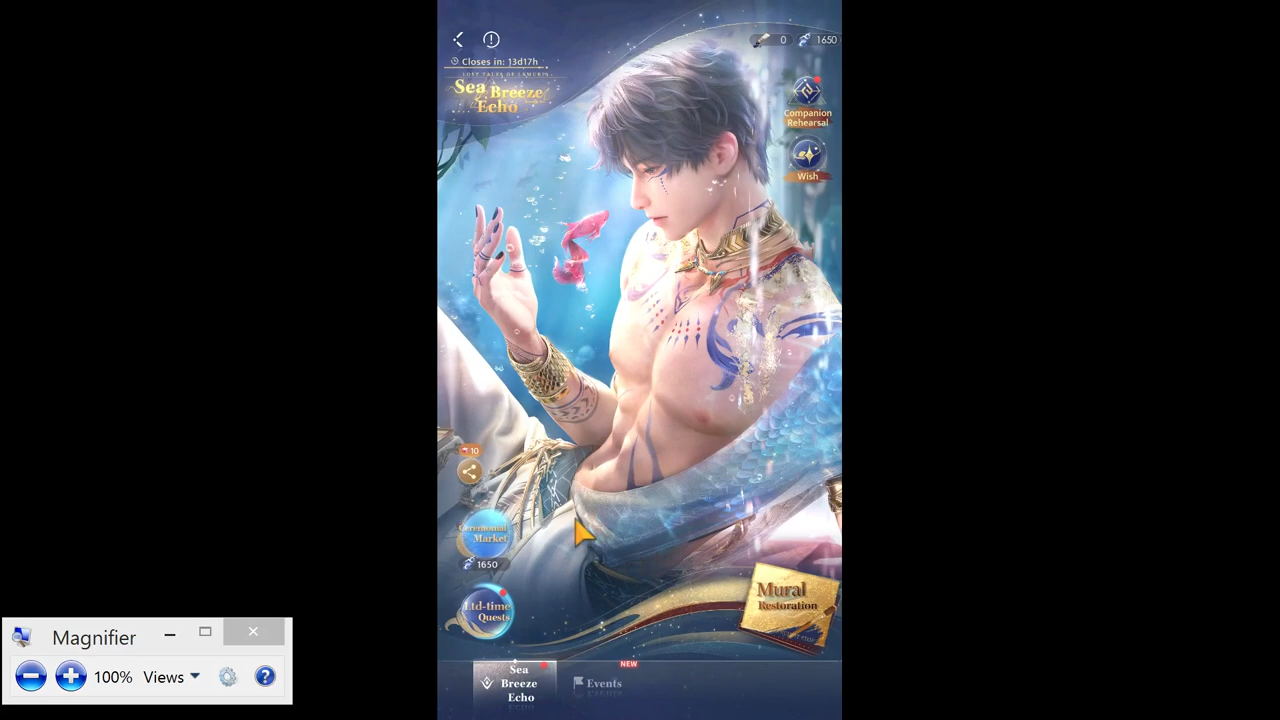 0
1650
Closes in: 13d17h
LOST TALES OF LEMURIA
Sea
Breeze
Echo
Companion
Rehearsal
Wish
10
Ceremonial
Market
1650
Ltd-time
Quests
Mural
Restoration
Sea
Breeze
Echo
NEW
Events
Magnifier
100%
Views